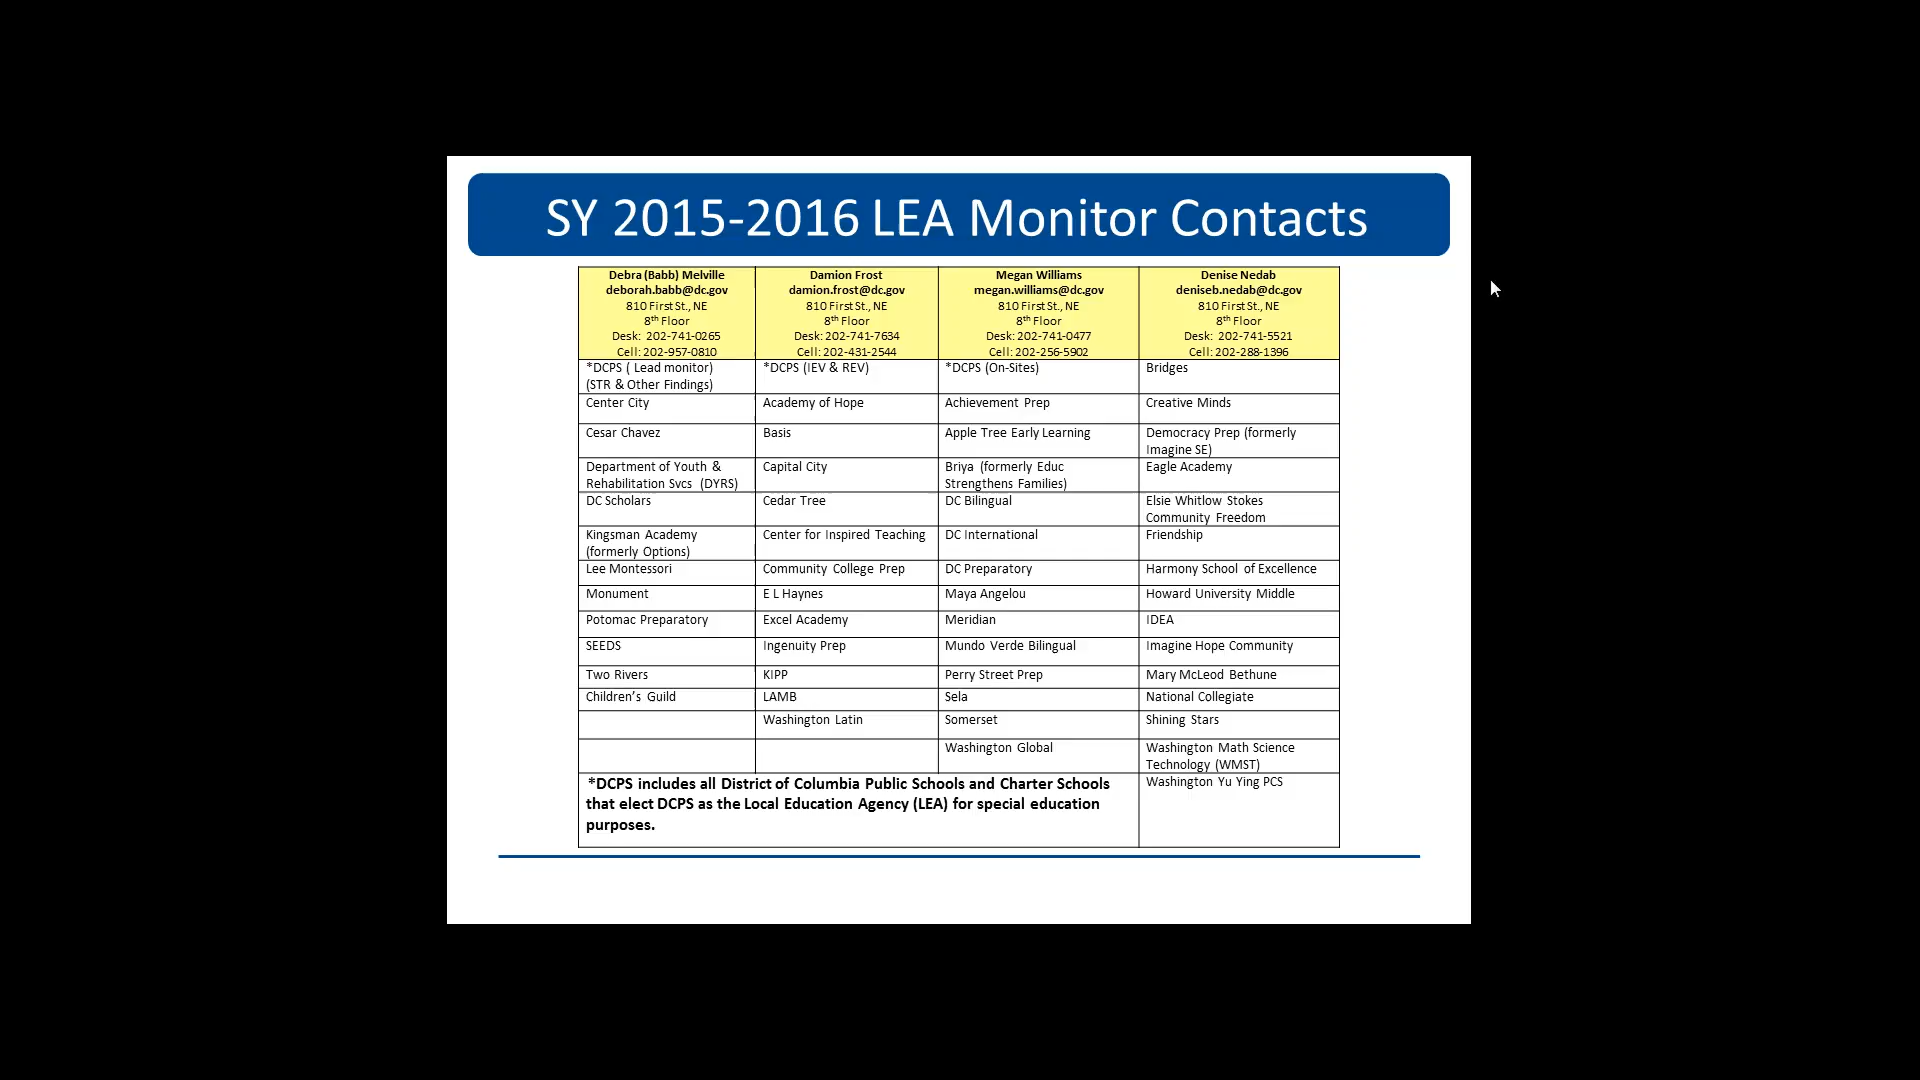 SY 2015-2016 LEA Monitor Contacts
Debra (Babb) Melville
deborah.babb@dc.gov
810 First St., NE
8th Floor
Desk: 202-741-0265
Cell: 202-957-0810
Damion Frost
damion.frost@dc.gov
810 First St., NE
8th Floor
Desk: 202-741-7634
Cell: 202-431-2544
Megan Williams
megan.williams@dc.gov
810 First St., NE
8th Floor
Desk: 202-741-0477
Cell: 202-256-5902
Denise Nedab
deniseb.nedab@dc.gov
810 First St., NE
8th Floor
Desk: 202-741-5521
Cell: 202-288-1396
*DCPS ( Lead monitor)
(STR & Other Findings)
*DCPS (IEV & REV)
*DCPS (On-Sites)
Bridges
Center City
Academy of Hope
Achievement Prep
Creative Minds
Cesar Chavez
Basis
Apple Tree Early Learning
Democracy Prep (formerly
Imagine SE)
Department of Youth &
Rehabilitation Svcs (DYRS)
Capital City
Briya (formerly Educ
Strengthens Families)
Eagle Academy
DC Scholars
Cedar Tree
DC Bilingual
Elsie Whitlow Stokes
Community Freedom
Kingsman Academy
(formerly Options)
Center for Inspired Teaching
DC International
Friendship
Lee Montessori
Community College Prep
DC Preparatory
Harmony School of Excellence
Monument
E L Haynes
Maya Angelou
Howard University Middle
Potomac Preparatory
Excel Academy
Meridian
IDEA
SEEDS
Ingenuity Prep
Mundo Verde Bilingual
Imagine Hope Community
Two Rivers
KIPP
Perry Street Prep
Mary McLeod Bethune
Children’s Guild
LAMB
Sela
National Collegiate
Washington Latin
Somerset
Shining Stars
Washington Global
Washington Math Science
Technology (WMST)
*DCPS includes all District of Columbia Public Schools and Charter Schools
that elect DCPS as the Local Education Agency (LEA) for special education
purposes.
Washington Yu Ying PCS